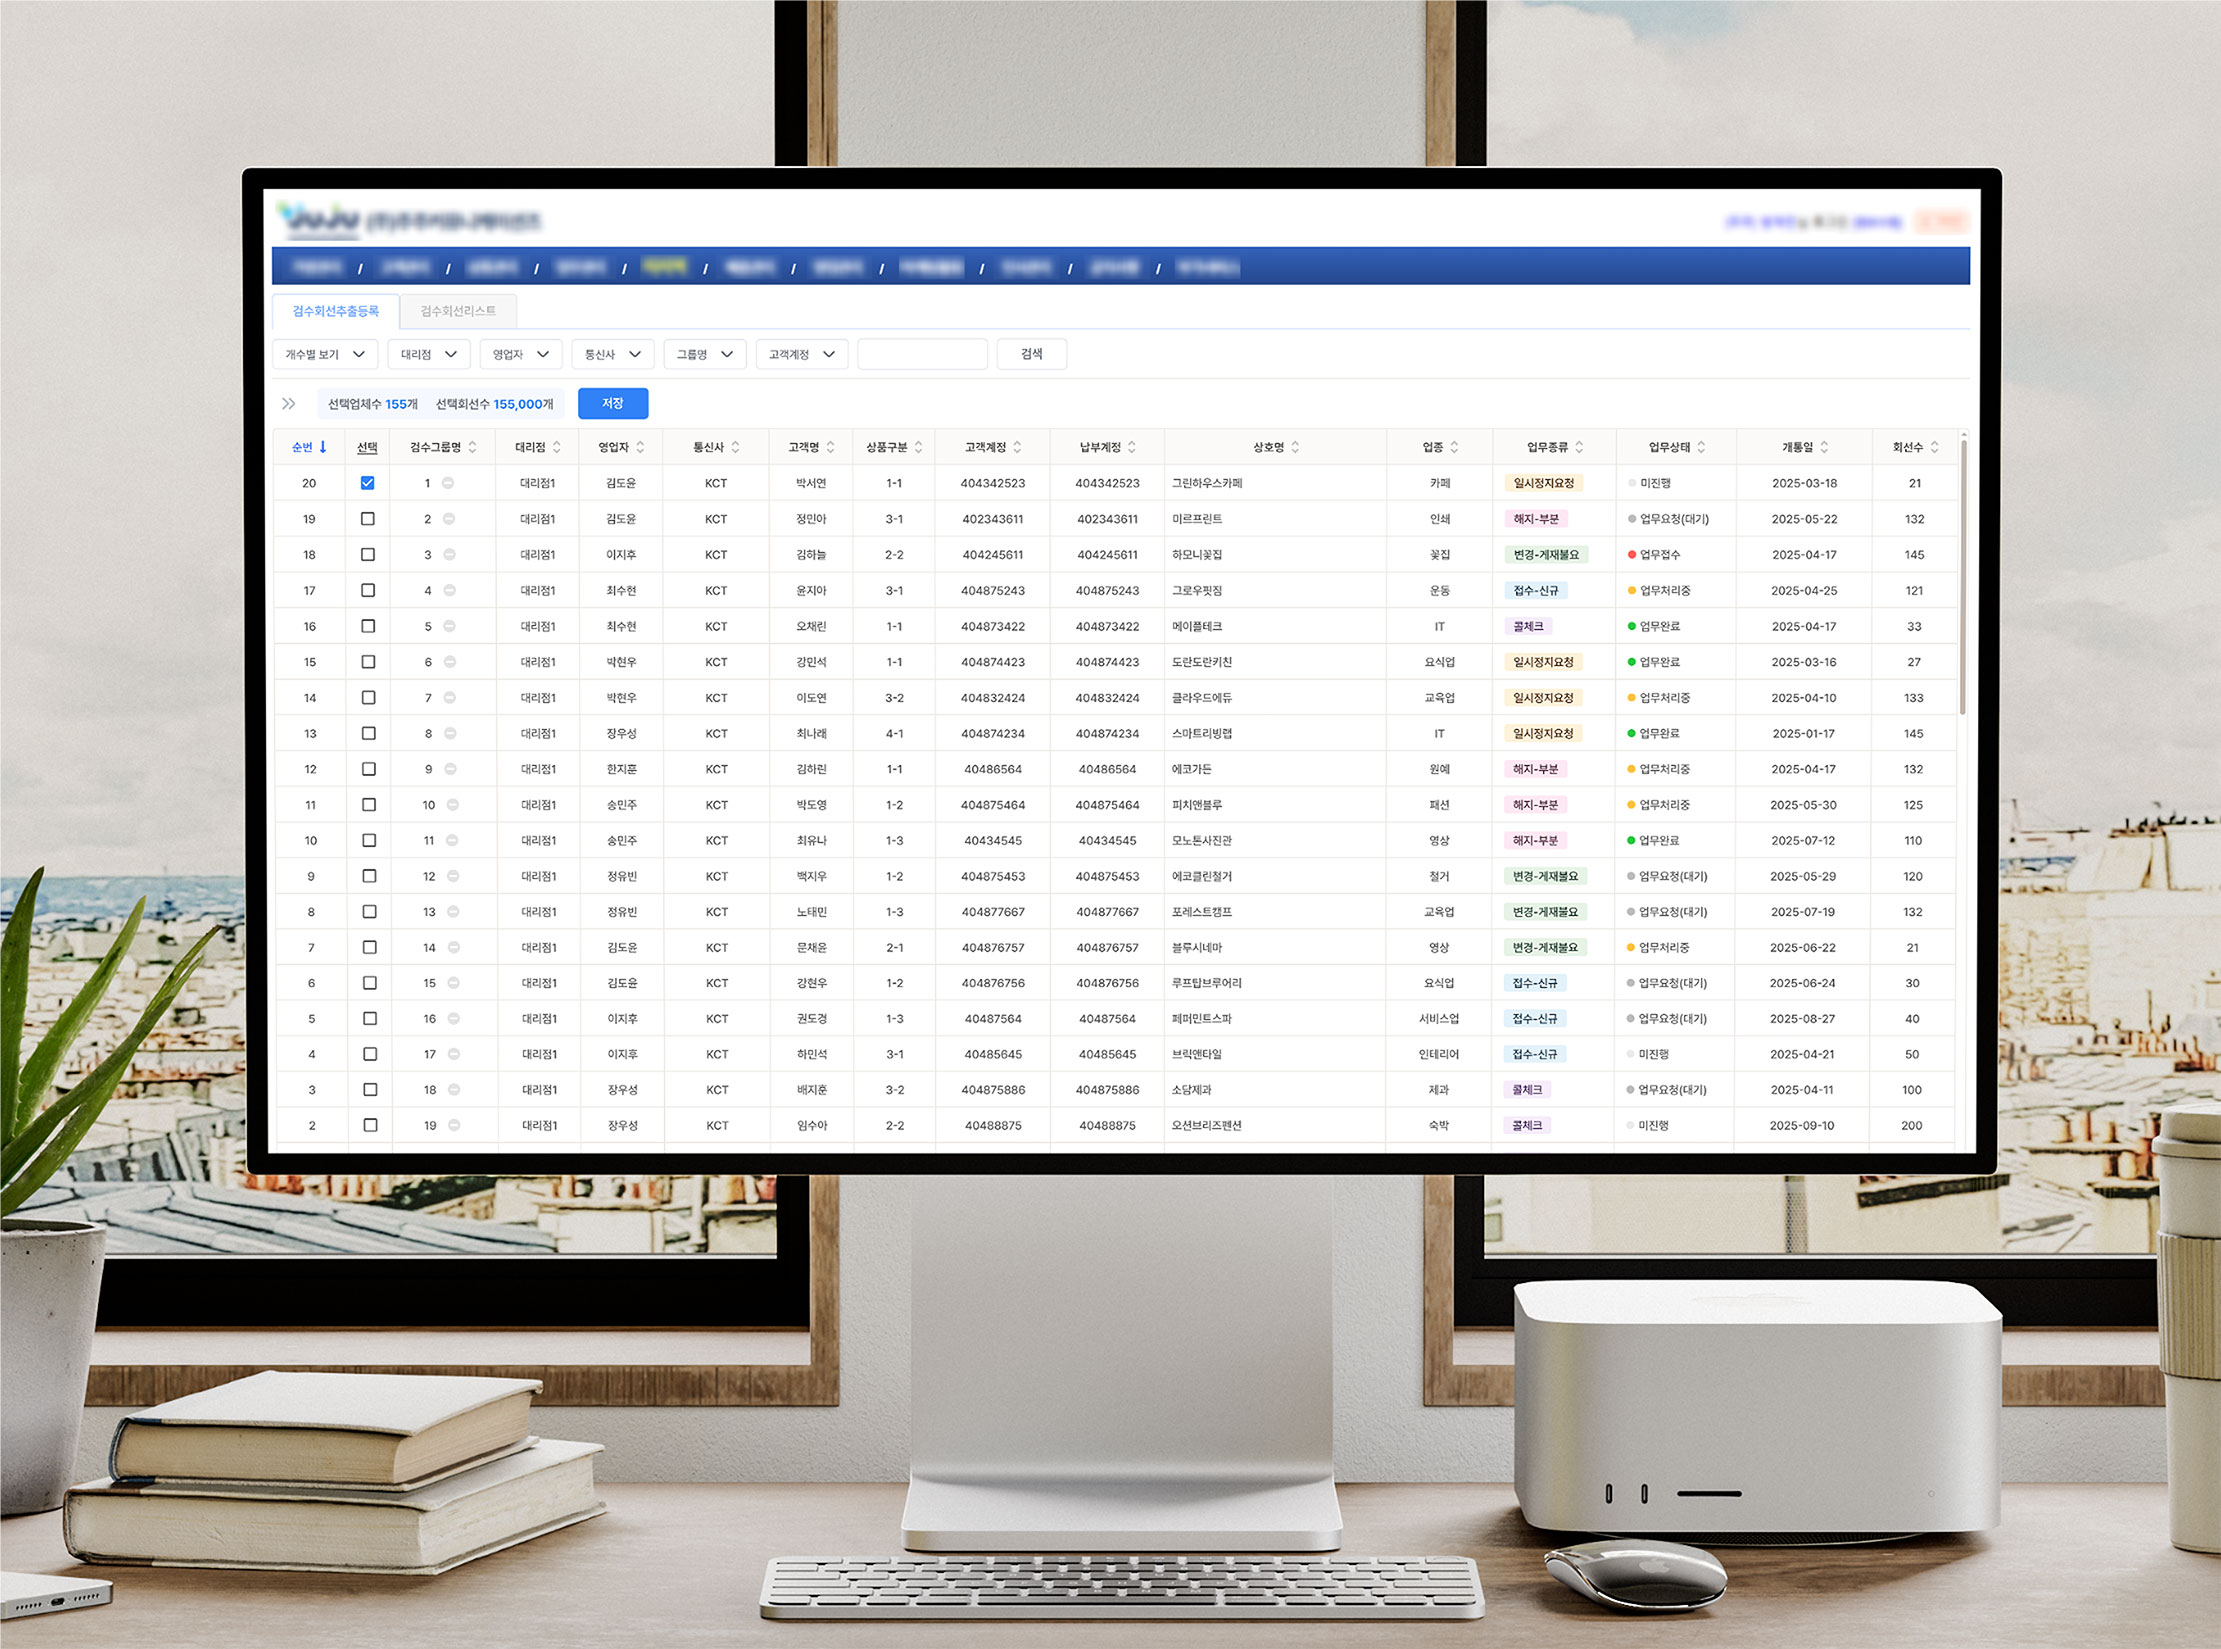 JUJU
검수회선추출등록 검수회선리스트
개수별 보기 대리점 영업자 통신사 그룹명 고객계정 검색
선택업체수 155개 선택회선수 155,000개 저장
순번 선택 검수그룹명 대리점 영업자 통신사 고객명 상품구분 고객계정 납부계정 상호명 업종 업무종류 업무상태 개통일 회선수
20 1 대리점1 김도윤 KCT 박서연 1-1 404342523 404342523 그린하우스카페 카페 일시정지요청 미진행 2025-03-18 21
19 2 대리점1 김도윤 KCT 정민아 3-1 402343611 402343611 미르프린트 인쇄 해지-부분 업무요청(대기) 2025-05-22 132
18 3 대리점1 이지후 KCT 김하늘 2-2 404245611 404245611 하모니꽃집 꽃집 변경-게재불요 업무접수 2025-04-17 145
17 4 대리점1 최수현 KCT 윤지아 3-1 404875243 404875243 그로우핏짐 운동 접수-신규 업무처리중 2025-04-25 121
16 5 대리점1 최수현 KCT 오채린 1-1 404873422 404873422 메이플테크 IT 콜체크 업무완료 2025-04-17 33
15 6 대리점1 박현우 KCT 강민석 1-1 404874423 404874423 도란도란키친 요식업 일시정지요청 업무완료 2025-03-16 27
14 7 대리점1 박현우 KCT 이도연 3-2 404832424 404832424 클라우드에듀 교육업 일시정지요청 업무처리중 2025-04-10 133
13 8 대리점1 장우성 KCT 최나래 4-1 404874234 404874234 스마트리빙랩 IT 일시정지요청 업무완료 2025-01-17 145
12 9 대리점1 한지훈 KCT 김하린 1-1 40486564 40486564 에코가든 원예 해지-부분 업무처리중 2025-04-17 132
11 10 대리점1 송민주 KCT 박도영 1-2 404875464 404875464 피치앤블루 패션 해지-부분 업무처리중 2025-05-30 125
10 11 대리점1 송민주 KCT 최유나 1-3 40434545 40434545 모노톤사진관 영상 해지-부분 업무완료 2025-07-12 110
9 12 대리점1 정유빈 KCT 백지우 1-2 404875453 404875453 에코클린철거 철거 변경-게재불요 업무요청(대기) 2025-05-29 120
8 13 대리점1 정유빈 KCT 노태민 1-3 404877667 404877667 포레스트캠프 교육업 변경-게재불요 업무요청(대기) 2025-07-19 132
7 14 대리점1 김도윤 KCT 문채윤 2-1 404876757 404876757 블루시네마 영상 변경-게재불요 업무처리중 2025-06-22 21
6 15 대리점1 김도윤 KCT 강현우 1-2 404876756 404876756 루프탑브루어리 요식업 접수-신규 업무요청(대기) 2025-06-24 30
5 16 대리점1 이지후 KCT 권도경 1-3 40487564 40487564 페퍼민트스파 서비스업 접수-신규 업무요청(대기) 2025-08-27 40
4 17 대리점1 이지후 KCT 하민석 3-1 40485645 40485645 브릭앤타일 인테리어 접수-신규 미진행 2025-04-21 50
3 18 대리점1 장우성 KCT 배지훈 3-2 404875886 404875886 소담제과 제과 콜체크 업무요청(대기) 2025-04-11 100
2 19 대리점1 장우성 KCT 임수아 2-2 40488875 40488875 오션브리즈펜션 숙박 콜체크 미진행 2025-09-10 200